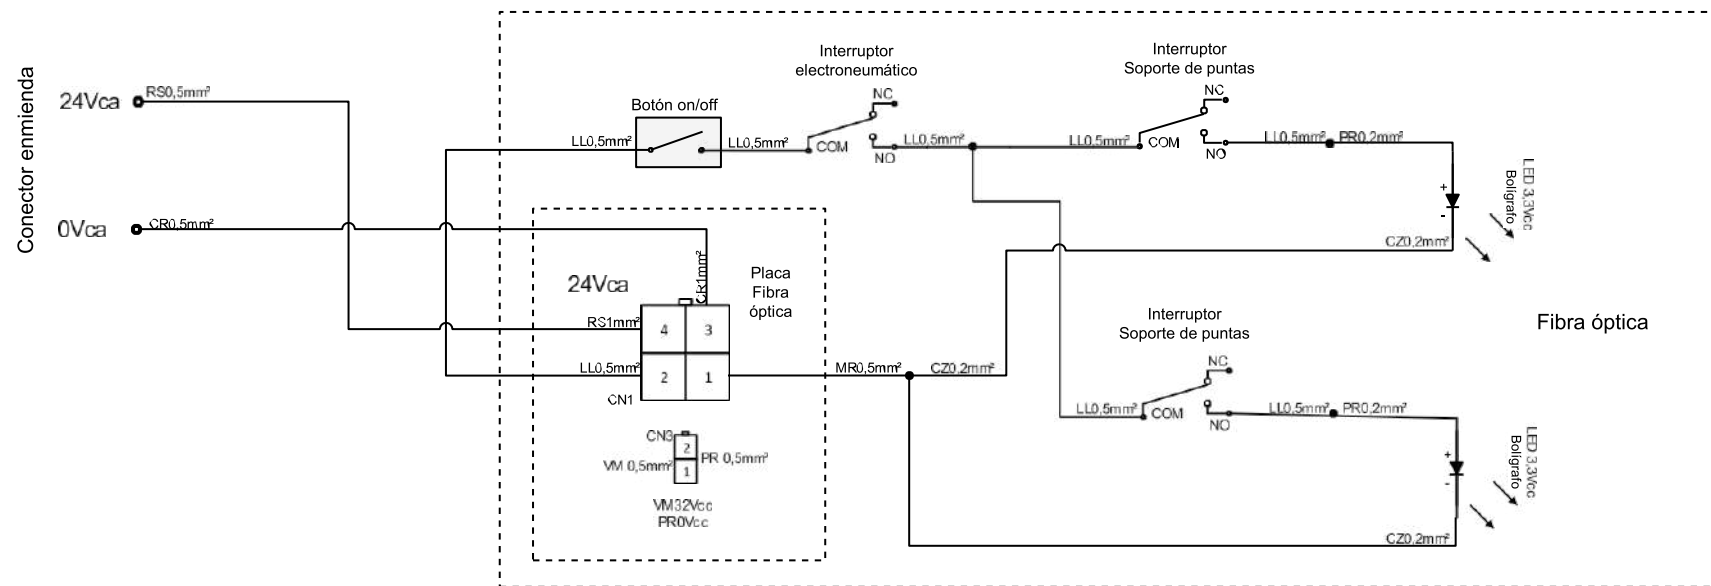 Conector enmienda
24Vca
RS0,5mm²
0Vca
CR0,5mm²
Botón on/off
LL0,5mm²
LL0,5mm²
Interruptor
electroneumático
NC
COM
NO
LL0,5mm²
LL0,5mm²
Interruptor
Soporte de puntas
NC
COM
NO
LL0,5mm²
PR0,2mm²
+
-
LED 3,3Vcc
Bolígrafo
CZ0,2mm²
24Vca
CR1mm²
Placa
Fibra
óptica
RS1mm²
4
3
LL0,5mm²
2
1
CN1
MR0,5mm²
CZ0,2mm²
CN3
2
1
VM 0,5mm²
PR 0,5mm²
VM32Vcc
PR0Vcc
Interruptor
Soporte de puntas
NC
LL0,5mm²
COM
NO
LL0,5mm²
PR0,2mm²
+
-
LED 3,3Vcc
Bolígrafo
CZ0,2mm²
Fibra óptica